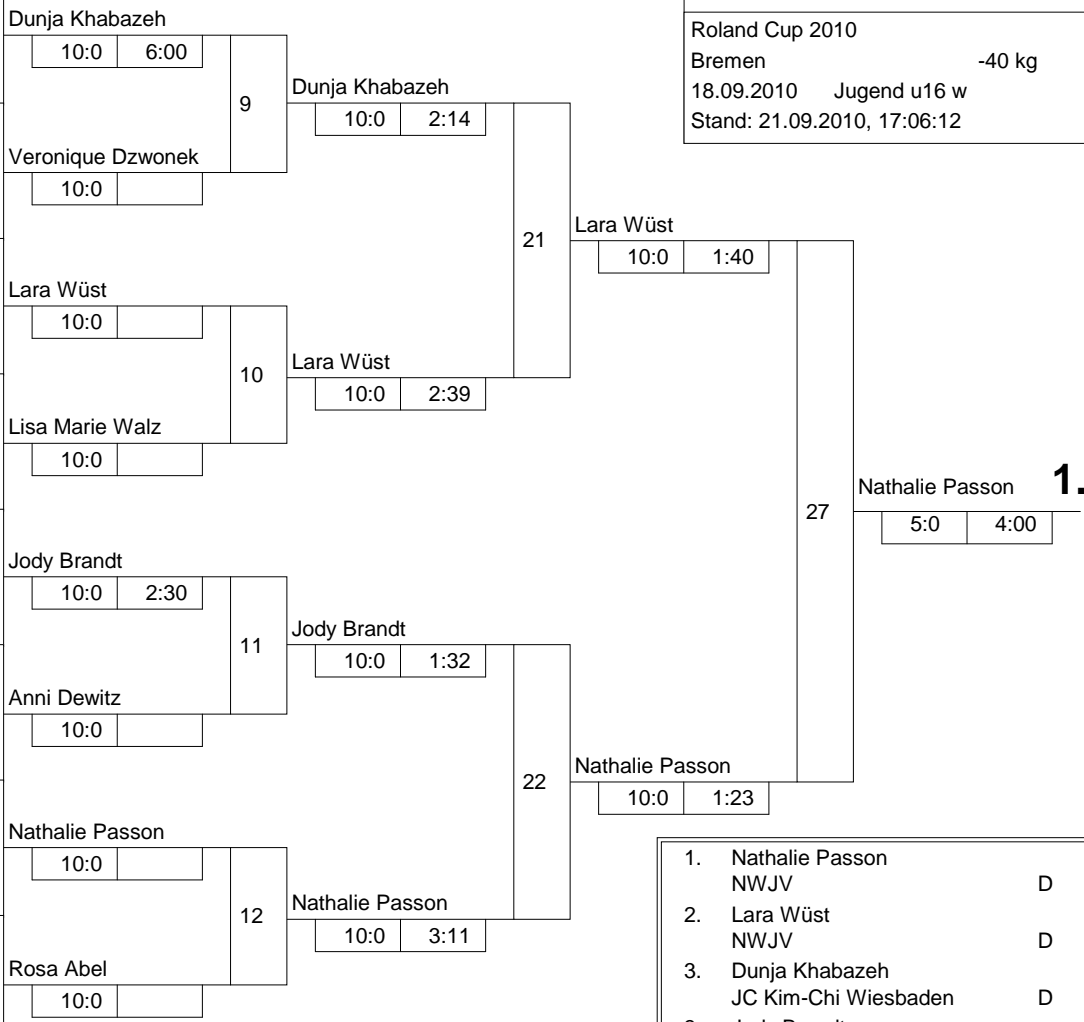 Dunja Khabazeh
10:0 6:00
9
Veronique Dzwonek
10:0
Dunja Khabazeh
10:0 2:14
Lara Wüst
10:0
10
Lisa Marie Walz
10:0
Lara Wüst
10:0 2:39
21
Lara Wüst
10:0 1:40
Jody Brandt
10:0 2:30
11
Anni Dewitz
10:0
Jody Brandt
10:0 1:32
Nathalie Passon
10:0
12
Rosa Abel
10:0
Nathalie Passon
10:0 3:11
22
Nathalie Passon
10:0 1:23
27
Nathalie Passon 1.
5:0 4:00
Roland Cup 2010
Bremen -40 kg
18.09.2010 Jugend u16 w
Stand: 21.09.2010, 17:06:12
1. Nathalie Passon
NWJV D
2. Lara Wüst
NWJV D
3. Dunja Khabazeh
JC Kim-Chi Wiesbaden D